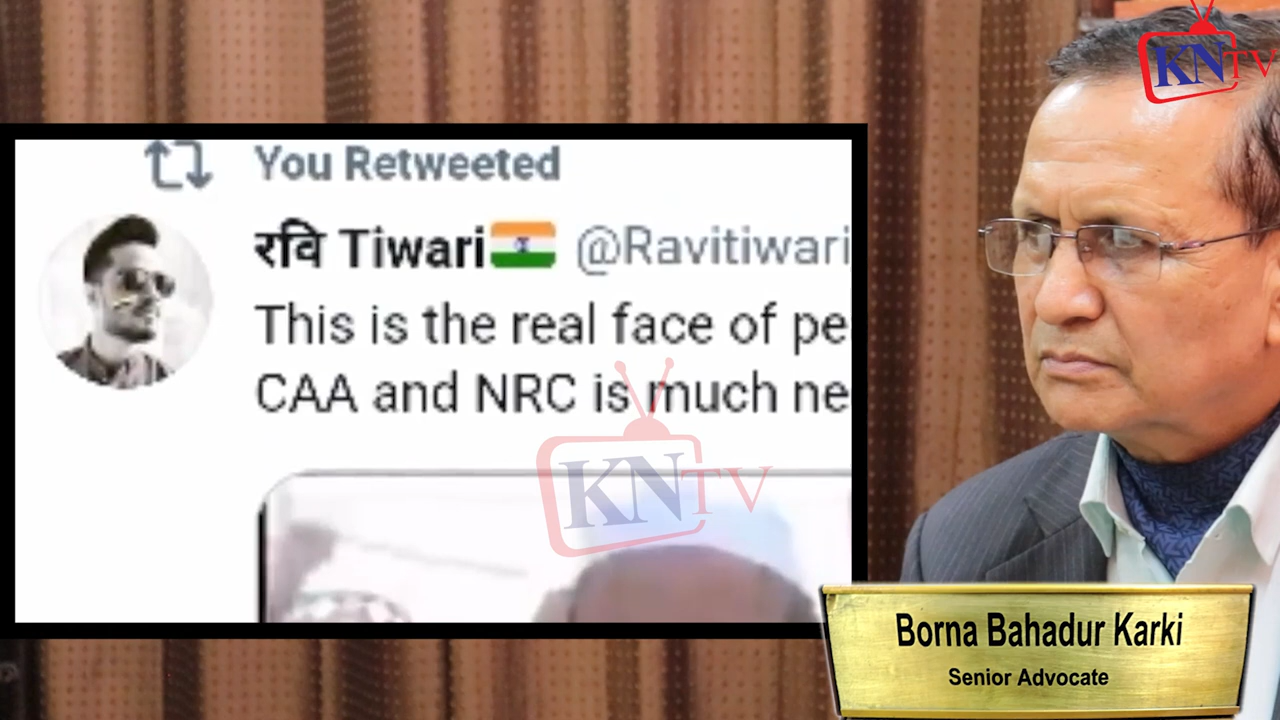 KNTV
You Retweeted
रवि Tiwari @Ravitiwari
This is the real face of pe
CAA and NRC is much ne
KNTV
Borna Bahadur Karki
Senior Advocate